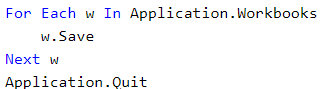 For Each w In Application.Workbooks
    w.Save
Next w
Application.Quit